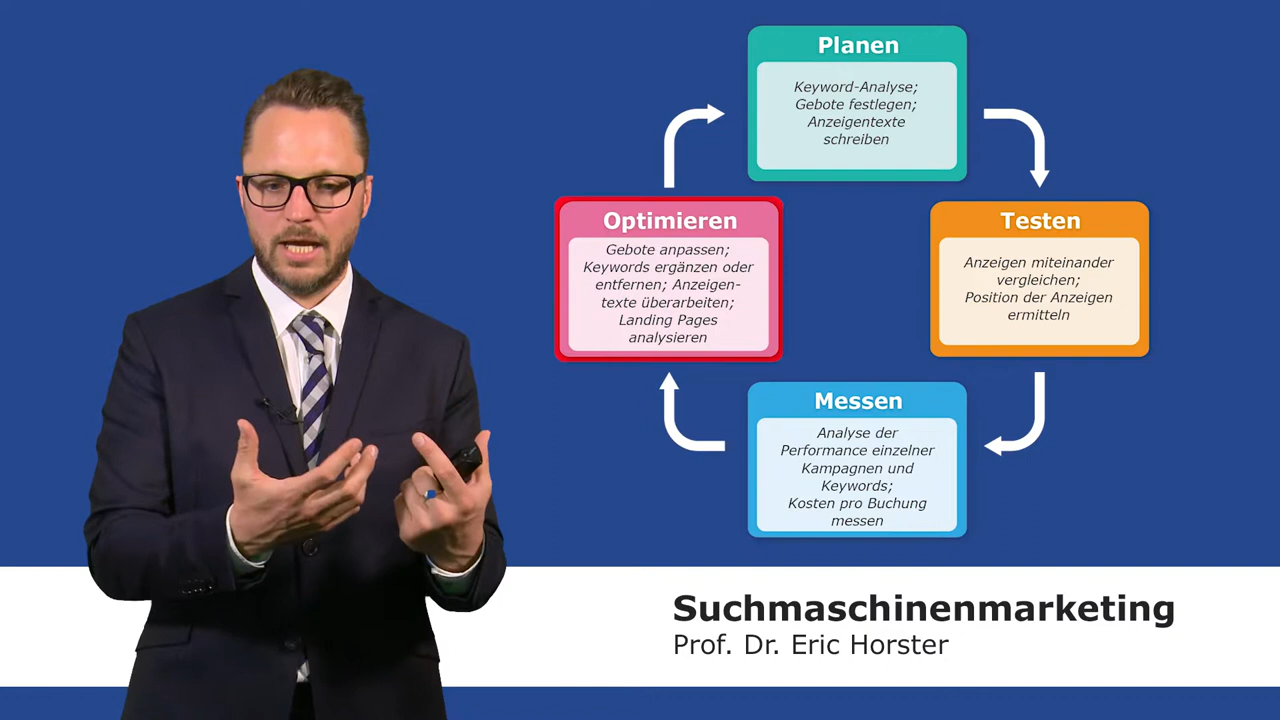 Planen
Keyword-Analyse;
Gebote festlegen;
Anzeigentexte
schreiben
Optimieren
Gebote anpassen;
Keywords ergänzen oder
entfernen; Anzeigen-
texte überarbeiten;
Landing Pages
analysieren
Testen
Anzeigen miteinander
vergleichen;
Position der Anzeigen
ermitteln
Messen
Analyse der
Performance einzelner
Kampagnen und
Keywords;
Kosten pro Buchung
messen
Suchmaschinenmarketing
Prof. Dr. Eric Horster